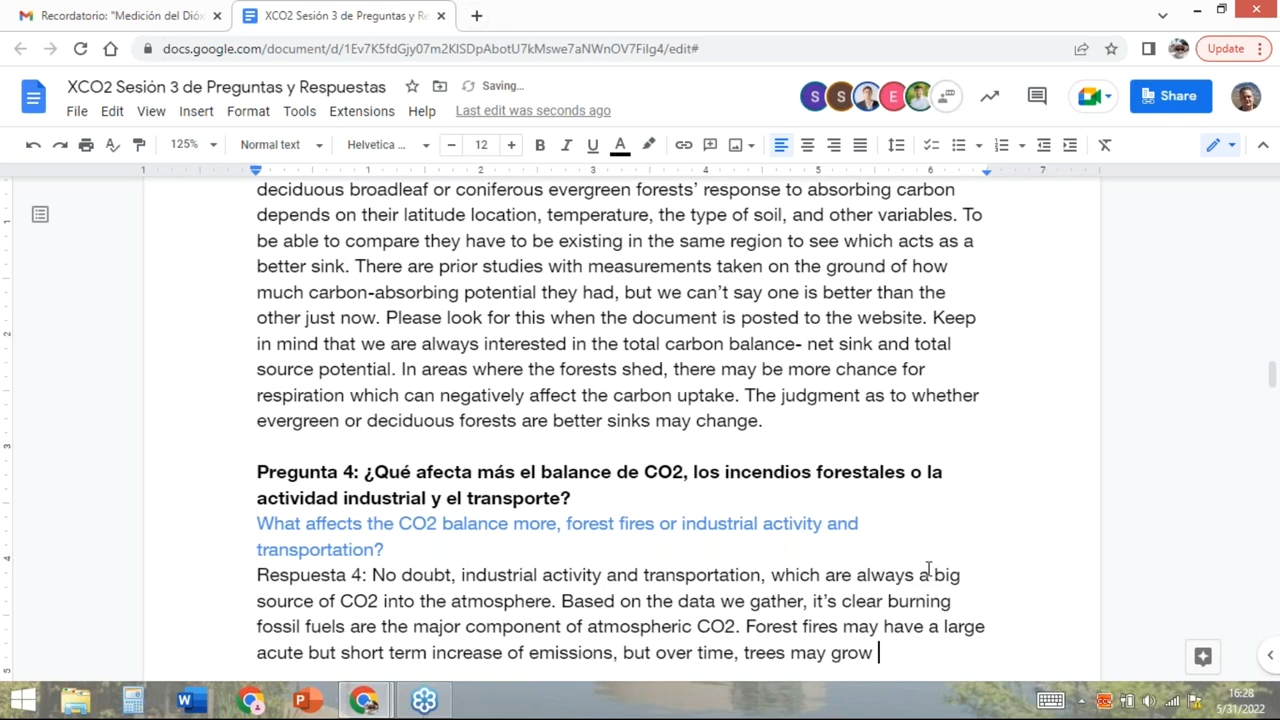 Recordatorio: "Medición del Dióx
XCO2 Sesión 3 de Preguntas y Re
docs.google.com/document/d/1Ev7K5fdGjy07m2KlSDpAbotU7kMswe7aNWnOV7Filg4/edit#
Update
XCO2 Sesión 3 de Preguntas y Respuestas
Saving...
File Edit View Insert Format Tools Extensions Help Last edit was seconds ago
S S E
Share
125% Normal text Helvetica ... 12 B I U A
1 1 2 3 4 5 6 7
deciduous broadleaf or coniferous evergreen forests' response to absorbing carbon
depends on their latitude location, temperature, the type of soil, and other variables. To
be able to compare they have to be existing in the same region to see which acts as a
better sink. There are prior studies with measurements taken on the ground of how
much carbon-absorbing potential they had, but we can't say one is better than the
other just now. Please look for this when the document is posted to the website. Keep
in mind that we are always interested in the total carbon balance- net sink and total
source potential. In areas where the forests shed, there may be more chance for
respiration which can negatively affect the carbon uptake. The judgment as to whether
evergreen or deciduous forests are better sinks may change.
Pregunta 4: ¿Qué afecta más el balance de CO2, los incendios forestales o la
actividad industrial y el transporte?
What affects the CO2 balance more, forest fires or industrial activity and
transportation?
Respuesta 4: No doubt, industrial activity and transportation, which are always a big
source of CO2 into the atmosphere. Based on the data we gather, it's clear burning
fossil fuels are the major component of atmospheric CO2. Forest fires may have a large
acute but short term increase of emissions, but over time, trees may grow
16:28
5/31/2022